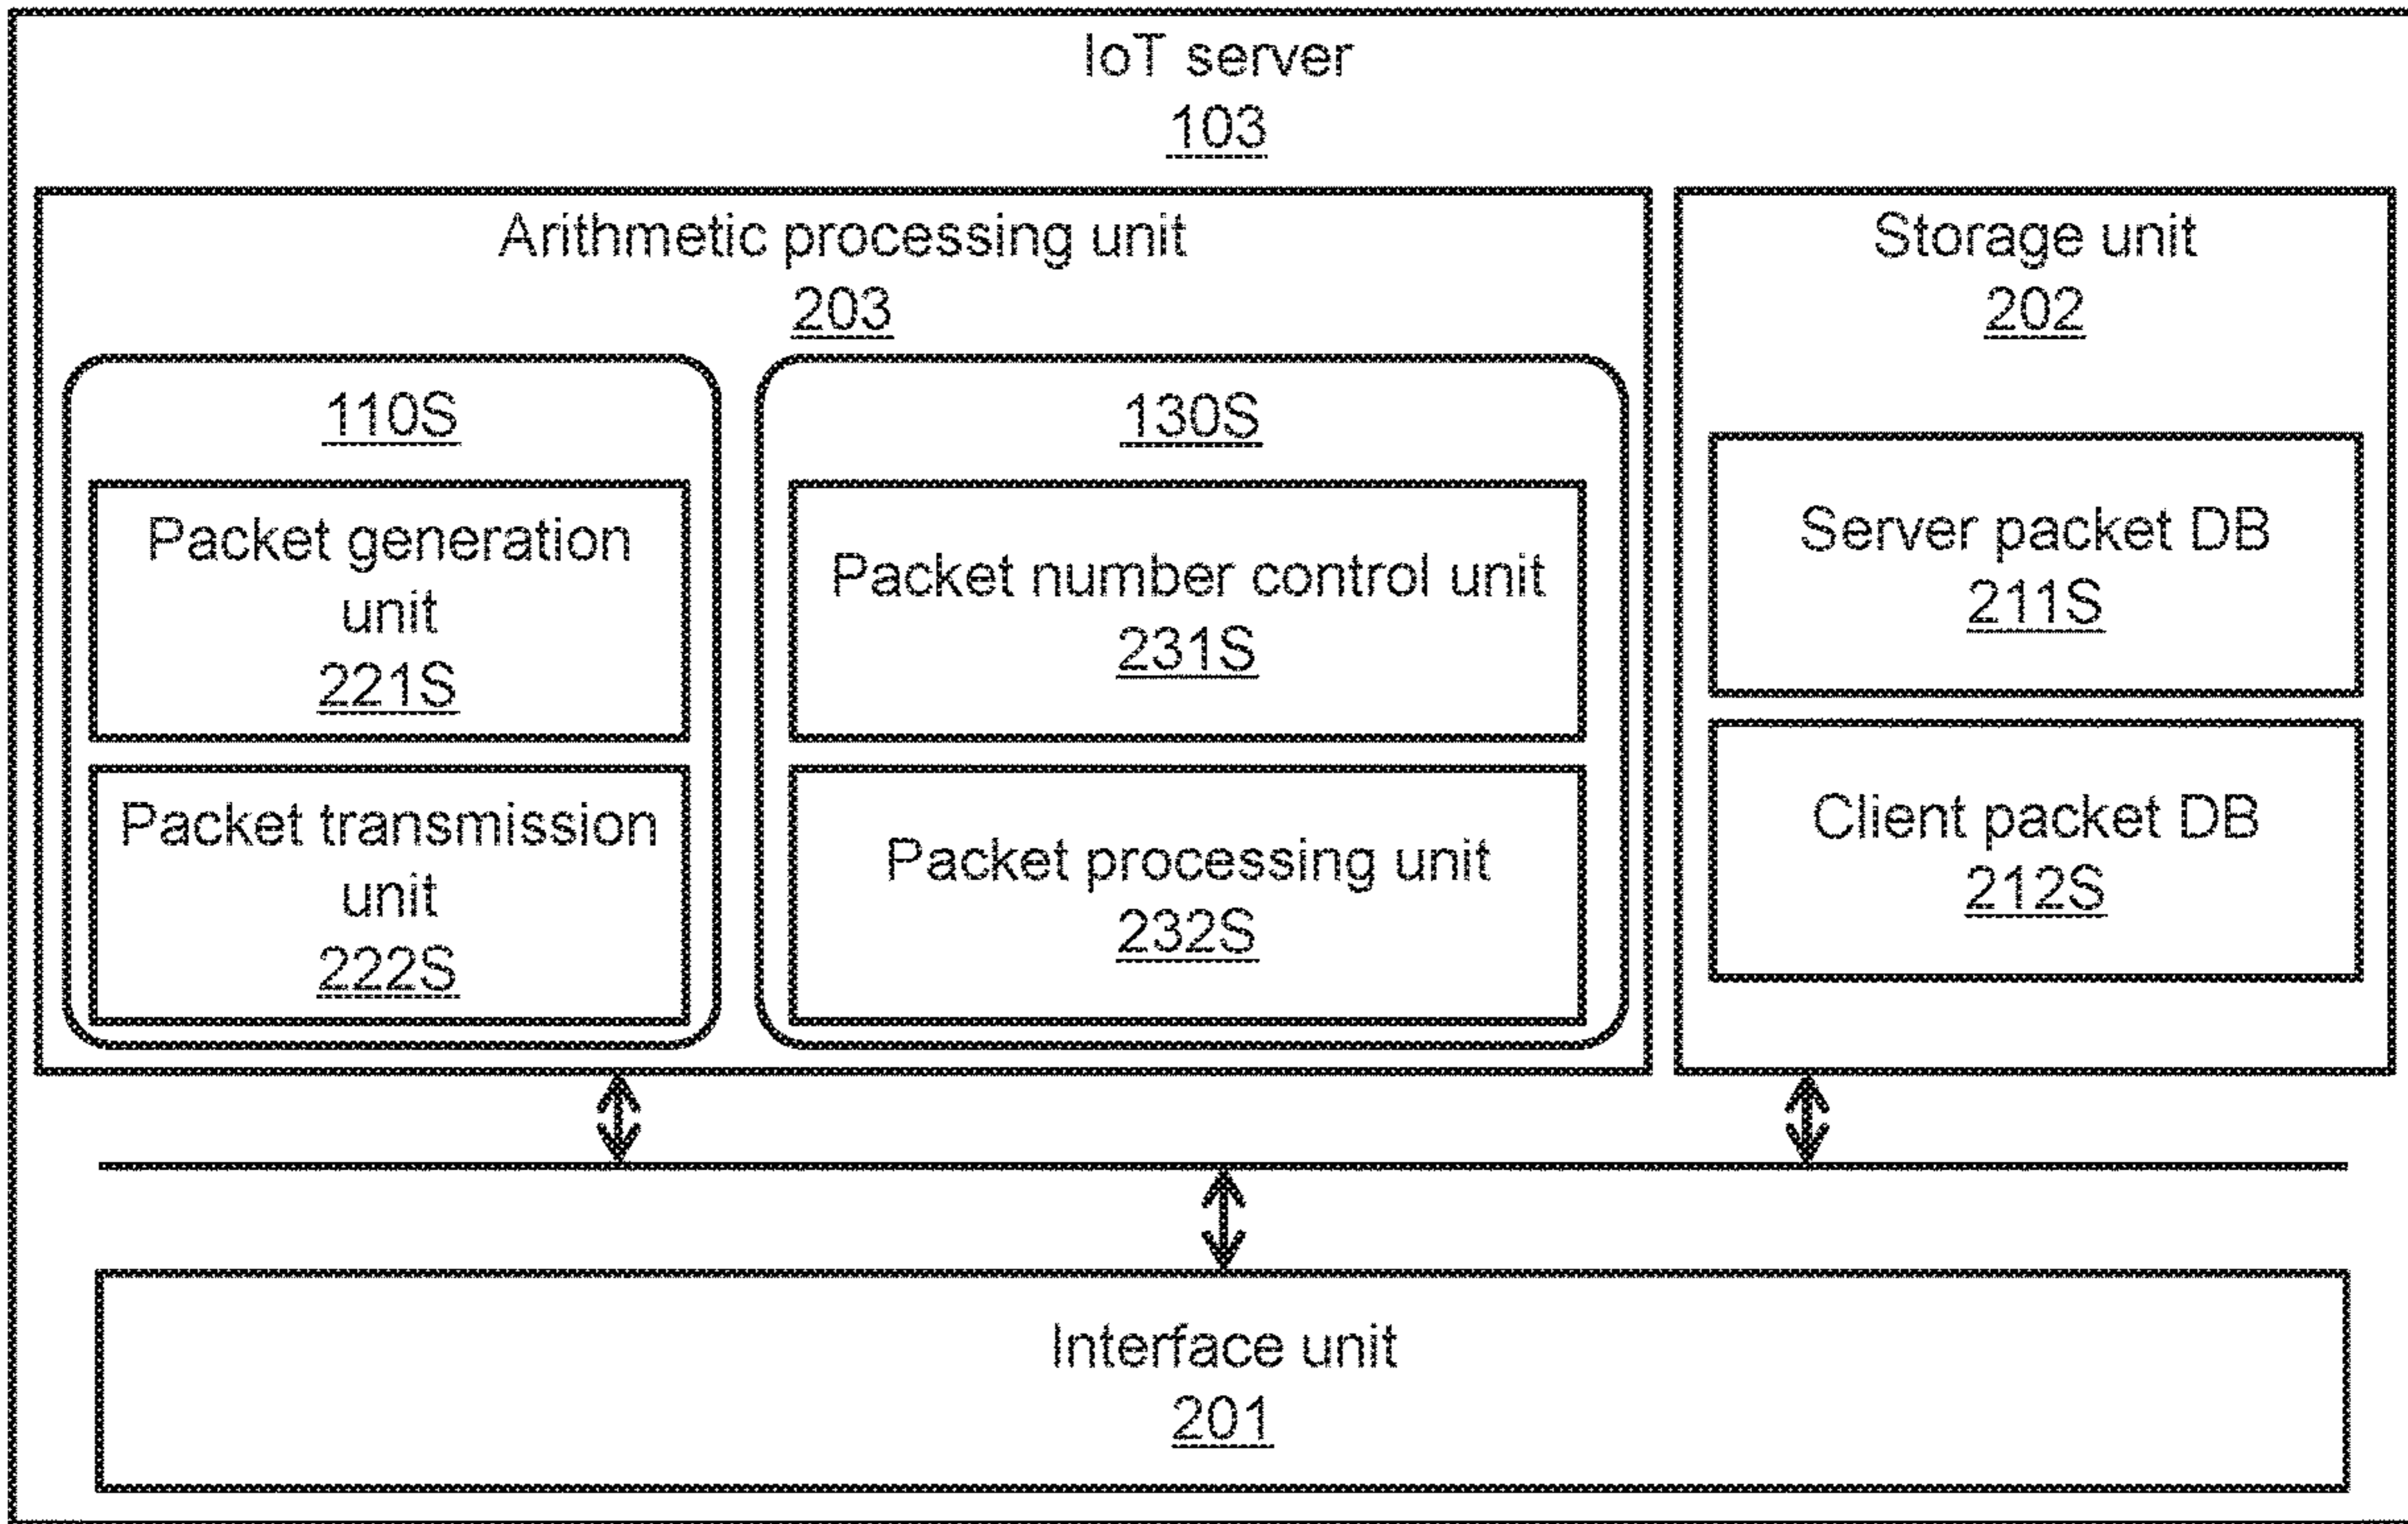 IoT server
103
Arithmetic processing unit
203
110S
Packet generation
unit
221S
Packet transmission
unit
222S
130S
Packet number control unit
231S
Packet processing unit
232S
Storage unit
202
Server packet DB
211S
Client packet DB
212S
Interface unit
201